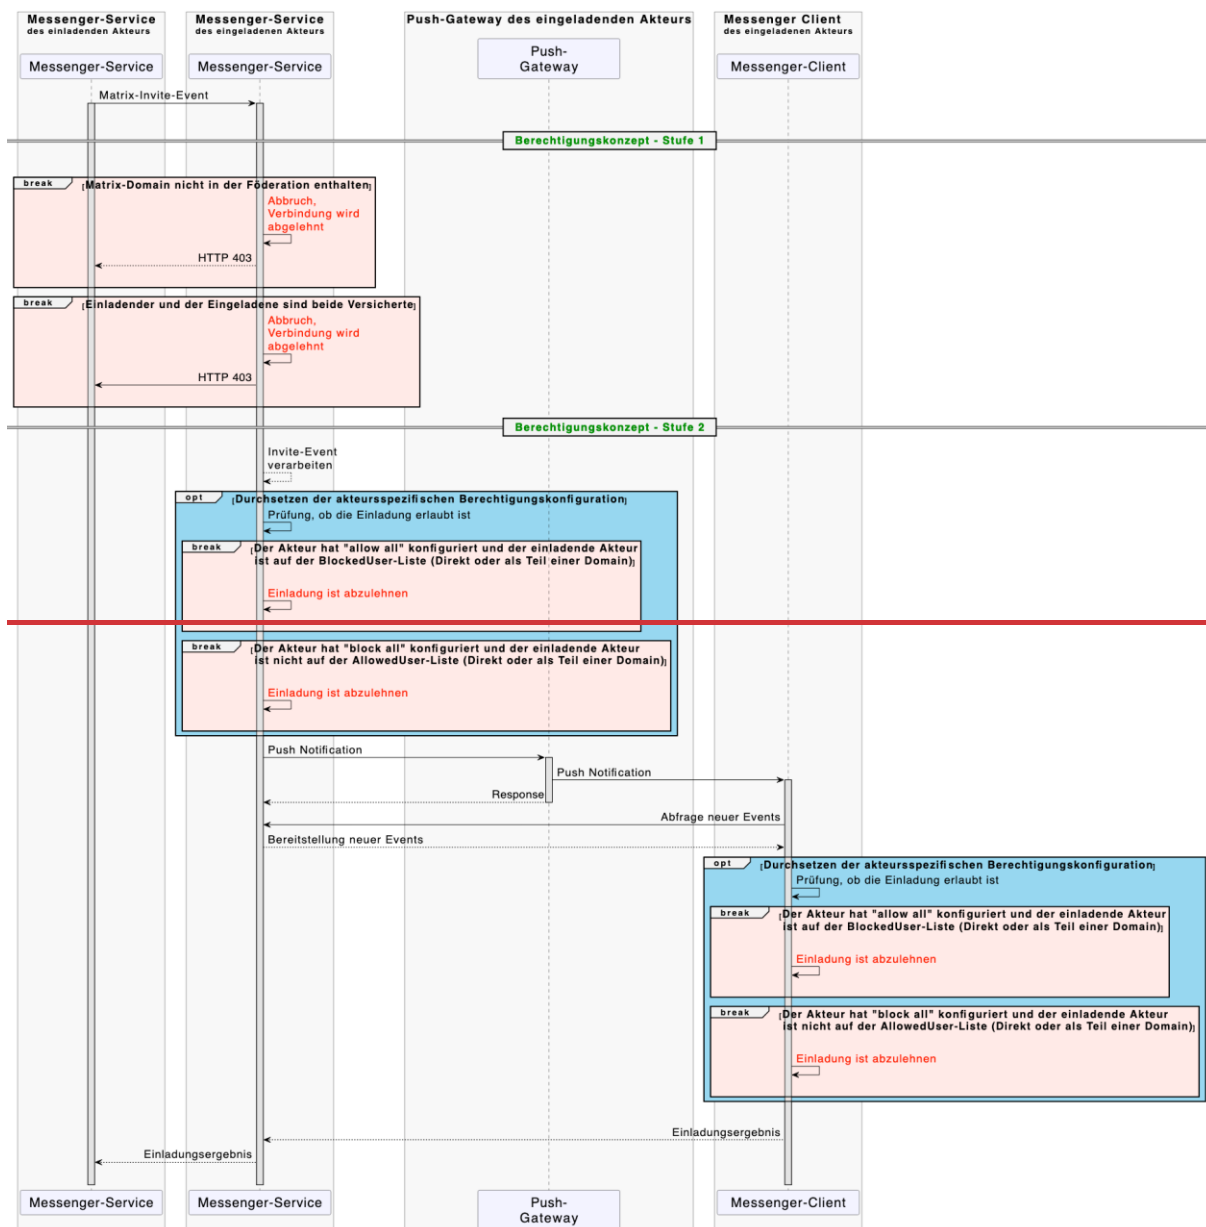 Messenger-Service
des einladenden Akteurs
Messenger-Service
des eingeladenen Akteurs
Push-Gateway des eingeladenden Akteurs
Messenger Client
des eingeladenen Akteurs
Messenger-Service
Messenger-Service
Push-
Gateway
Messenger-Client
Matrix-Invite-Event
Berechtigungskonzept - Stufe 1
break
[Matrix-Domain nicht in der Föderation enthalten]
Abbruch,
Verbindung wird
abgelehnt
HTTP 403
break
[Einladender und der Eingeladene sind beide Versicherte]
Abbruch,
Verbindung wird
abgelehnt
HTTP 403
Berechtigungskonzept - Stufe 2
Invite-Event
verarbeiten
opt
[Durchsetzen der akteursspezifischen Berechtigungskonfiguration]
Prüfung, ob die Einladung erlaubt ist
break
[Der Akteur hat "allow all" konfiguriert und der einladende Akteur
ist auf der BlockedUser-Liste (Direkt oder als Teil einer Domain)]
Einladung ist abzulehnen
break
[Der Akteur hat "block all" konfiguriert und der einladende Akteur
ist nicht auf der AllowedUser-Liste (Direkt oder als Teil einer Domain)]
Einladung ist abzulehnen
Push Notification
Push Notification
Response
Abfrage neuer Events
Bereitstellung neuer Events
opt
[Durchsetzen der akteursspezifischen Berechtigungskonfiguration]
Prüfung, ob die Einladung erlaubt ist
break
[Der Akteur hat "allow all" konfiguriert und der einladende Akteur
ist auf der BlockedUser-Liste (Direkt oder als Teil einer Domain)]
Einladung ist abzulehnen
break
[Der Akteur hat "block all" konfiguriert und der einladende Akteur
ist nicht auf der AllowedUser-Liste (Direkt oder als Teil einer Domain)]
Einladung ist abzulehnen
Einladungsergebnis
Einladungsergebnis
Messenger-Service
Messenger-Service
Push-
Gateway
Messenger-Client